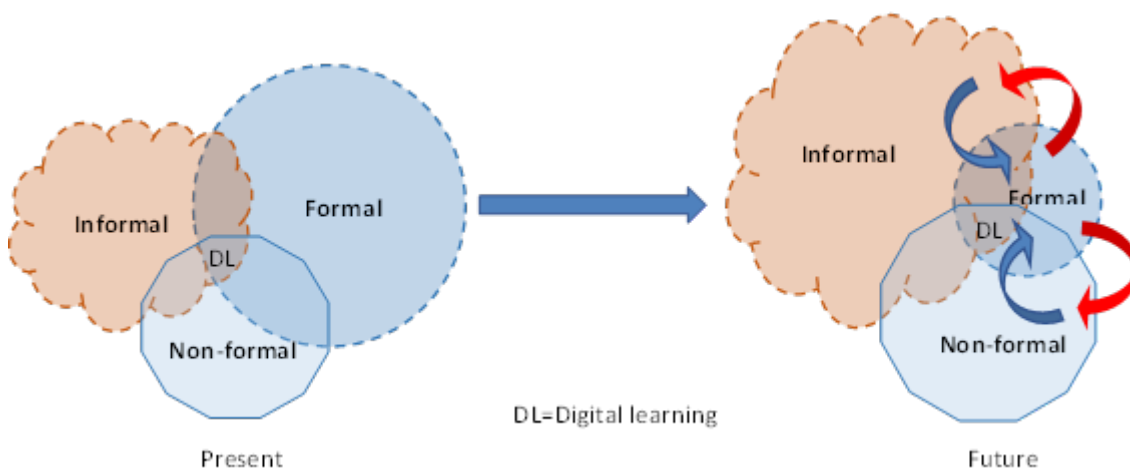 Informal
Formal
DL
Non-formal
Present
DL=Digital learning
Informal
Formal
DL
Non-formal
Future